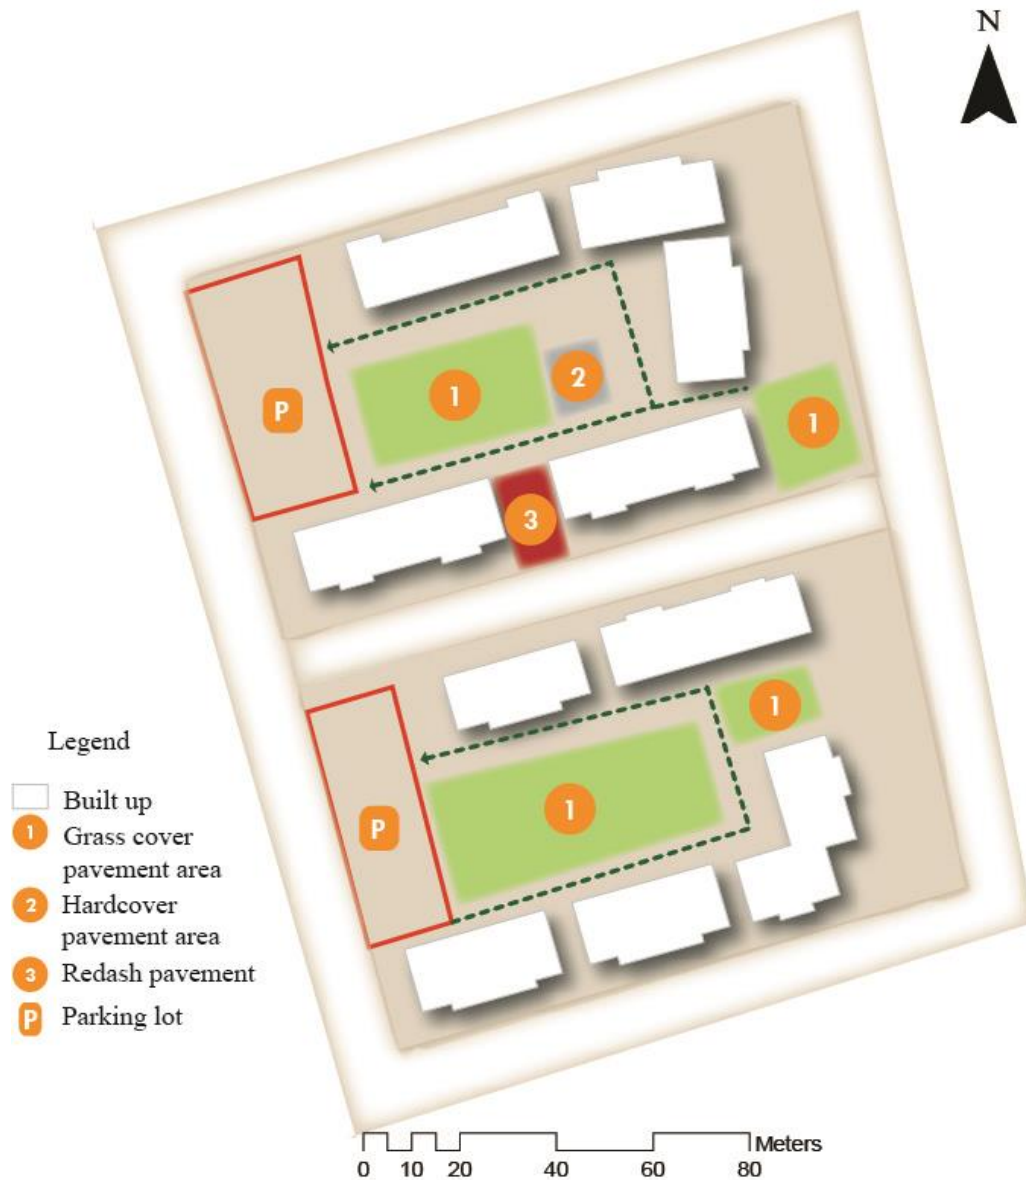 N
2
1
P
1
3
1
1
P
Legend
Built up
1 Grass cover
pavement area
2 Hardcover
pavement area
3 Redash pavement
P Parking lot
Meters
0 10 20 40 60 80